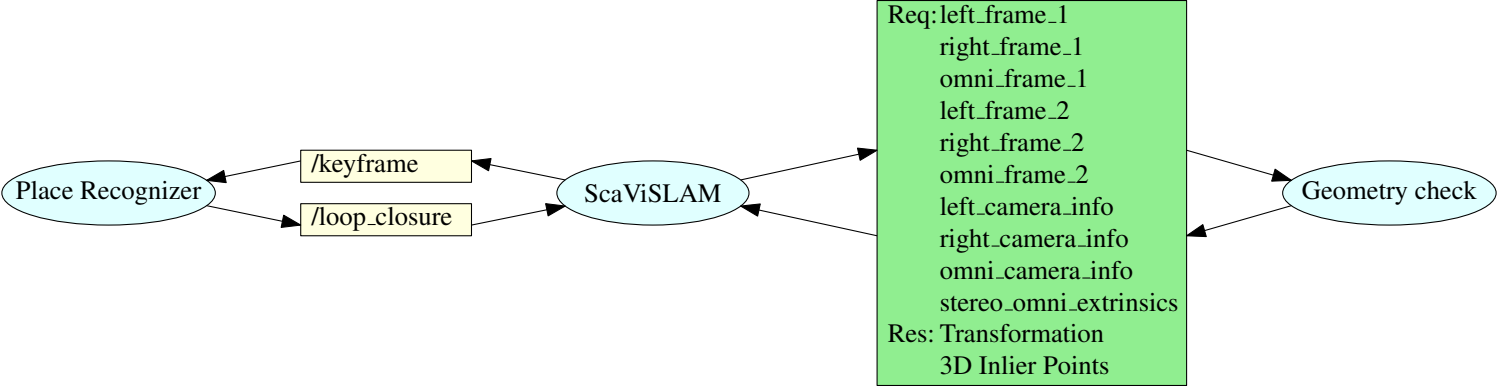 Place Recognizer
/keyframe
/loop_closure
ScaViSLAM
Req: left_frame_1
right_frame_1
omni_frame_1
left_frame_2
right_frame_2
omni_frame_2
left_camera_info
right_camera_info
omni_camera_info
stereo_omni_extrinsics
Res: Transformation
3D Inlier Points
Geometry check